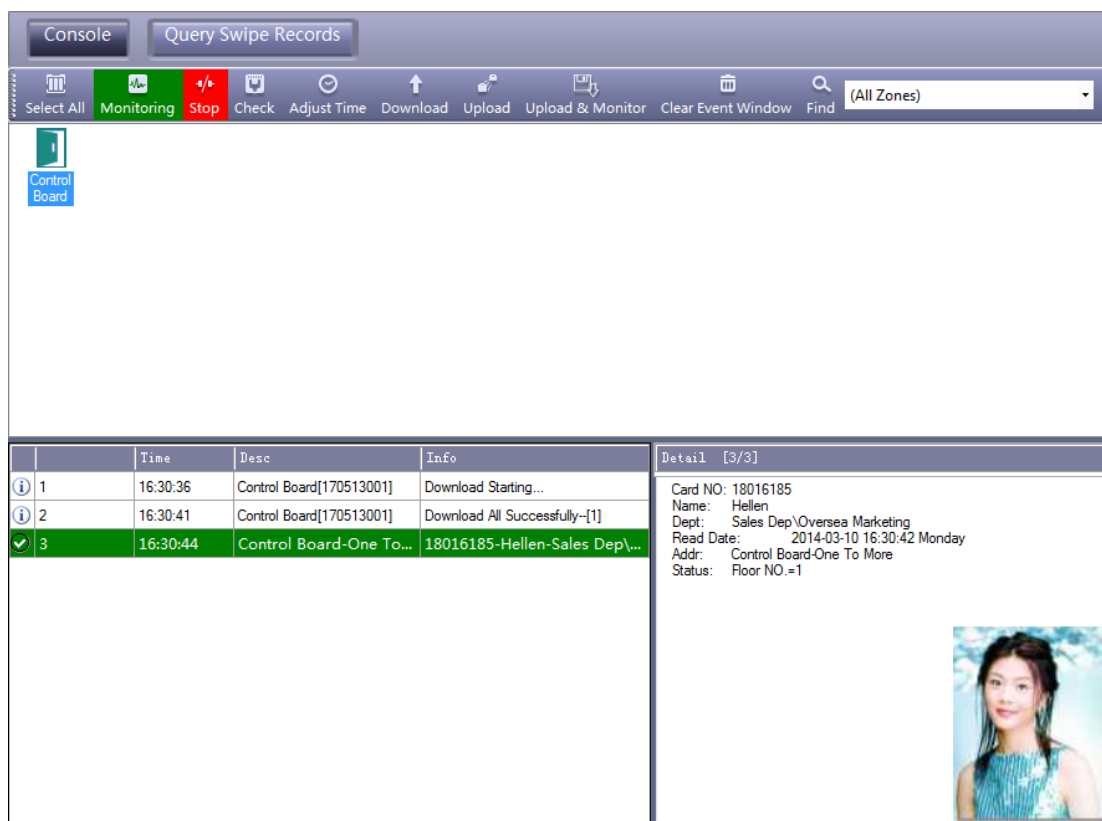 Console Query Swipe Records
Select All Monitoring Stop Check Adjust Time Download Upload Upload & Monitor Clear Event Window Find (All Zones)
Control
Board
Time Desc Info
1 16:30:36 Control Board[170513001] Download Starting...
2 16:30:41 Control Board[170513001] Download All Successfully--[1]
3 16:30:44 Control Board-One To... 18016185-Hellen-Sales Dep\...
Detail [3/3]
Card NO: 18016185
Name: Hellen
Dept: Sales Dep\Oversea Marketing
Read Date: 2014-03-10 16:30:42 Monday
Addr: Control Board-One To More
Status: Floor NO.=1